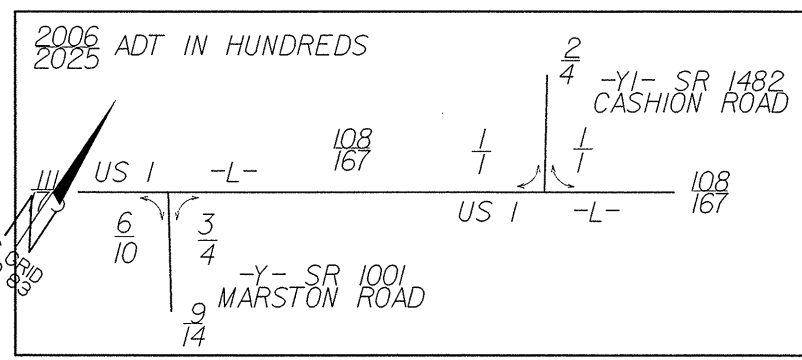 2006
2025 ADT IN HUNDREDS
2
4
-Y1- SR 1482
CASHION ROAD
108
167
1
1
1
1
111
US 1 -L-
108
167
US 1 -L-
6
10
3
4
-Y- SR 1001
MARSTON ROAD
9
14
GRID
83